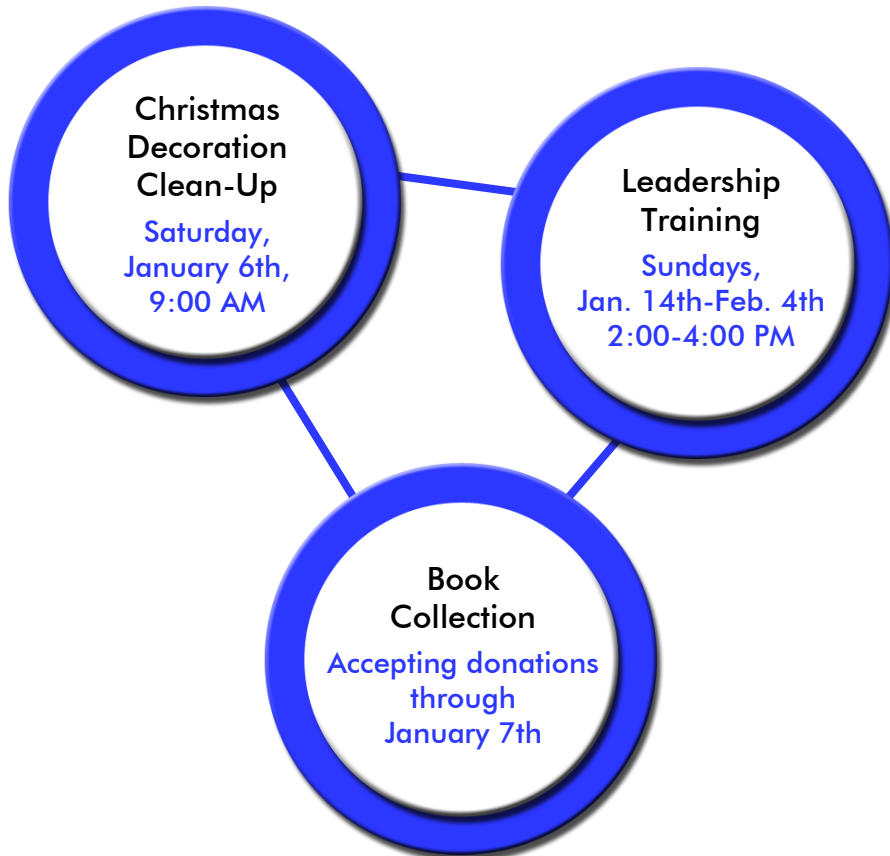 Christmas
Decoration
Clean-Up
Saturday,
January 6th,
9:00 AM
Leadership
Training
Sundays,
Jan. 14th-Feb. 4th
2:00-4:00 PM
Book
Collection
Accepting donations
through
January 7th